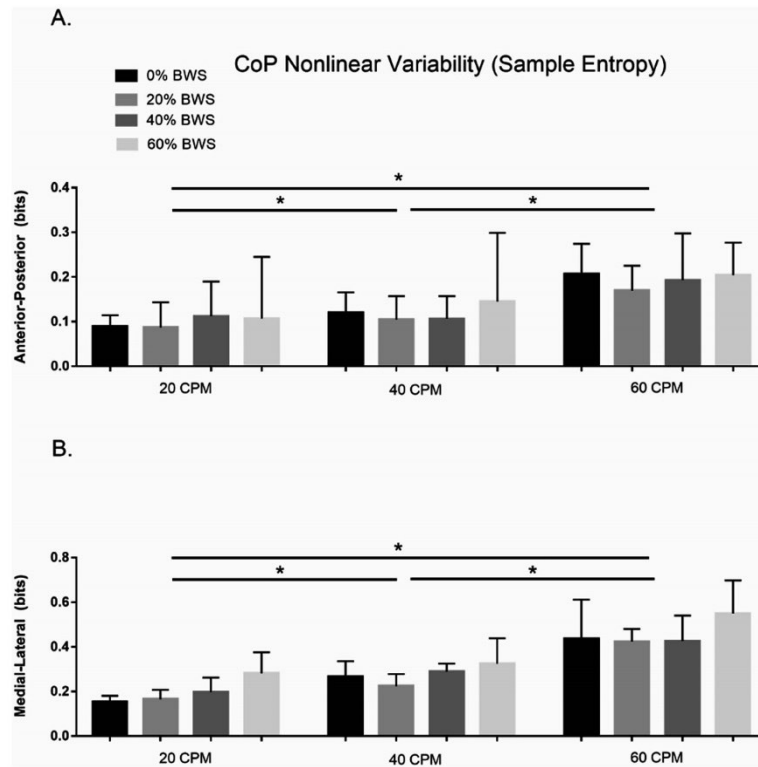 A.
CoP Nonlinear Variability (Sample Entropy)
0% BWS
20% BWS
40% BWS
60% BWS
Anterior-Posterior (bits)
0.4
0.3
0.2
0.1
0.0
*
*
*
20 CPM
40 CPM
60 CPM
B.
Medial-Lateral (bits)
0.8
0.6
0.4
0.2
0.0
*
*
*
20 CPM
40 CPM
60 CPM